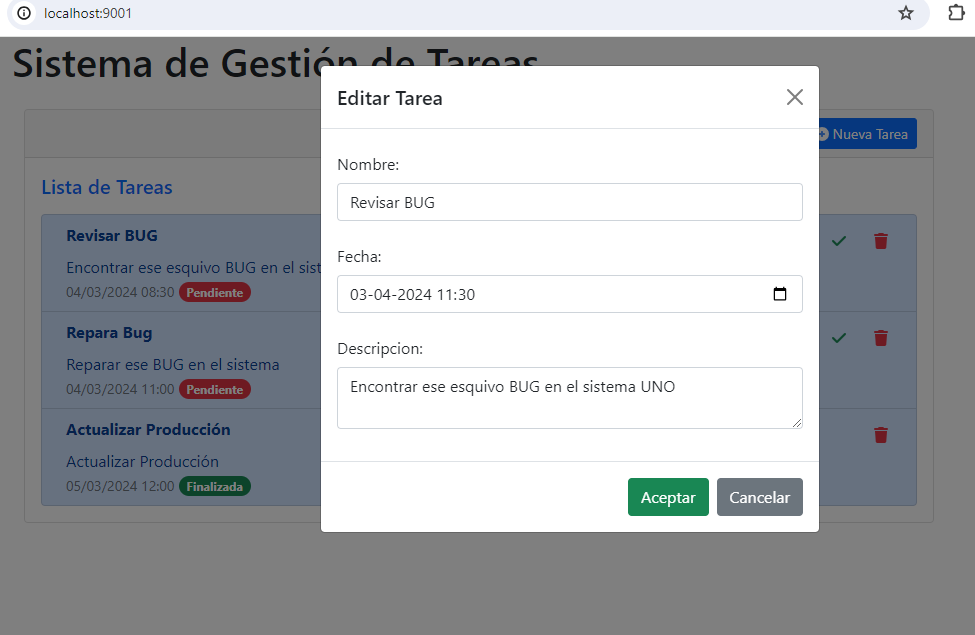 localhost:9001
Sistema de Gestión de Tareas
Editar Tarea
Nueva Tarea
Nombre:
Lista de Tareas
Revisar BUG
Revisar BUG
Encontrar ese esquivo BUG en el sist
Fecha:
04/03/2024 08:30 Pendiente
03-04-2024 11:30
Repara Bug
Descripcion:
Reparar ese BUG en el sistema
04/03/2024 11:00 Pendiente
Encontrar ese esquivo BUG en el sistema UNO
Actualizar Producción
Actualizar Producción
05/03/2024 12:00 Finalizada
Aceptar
Cancelar